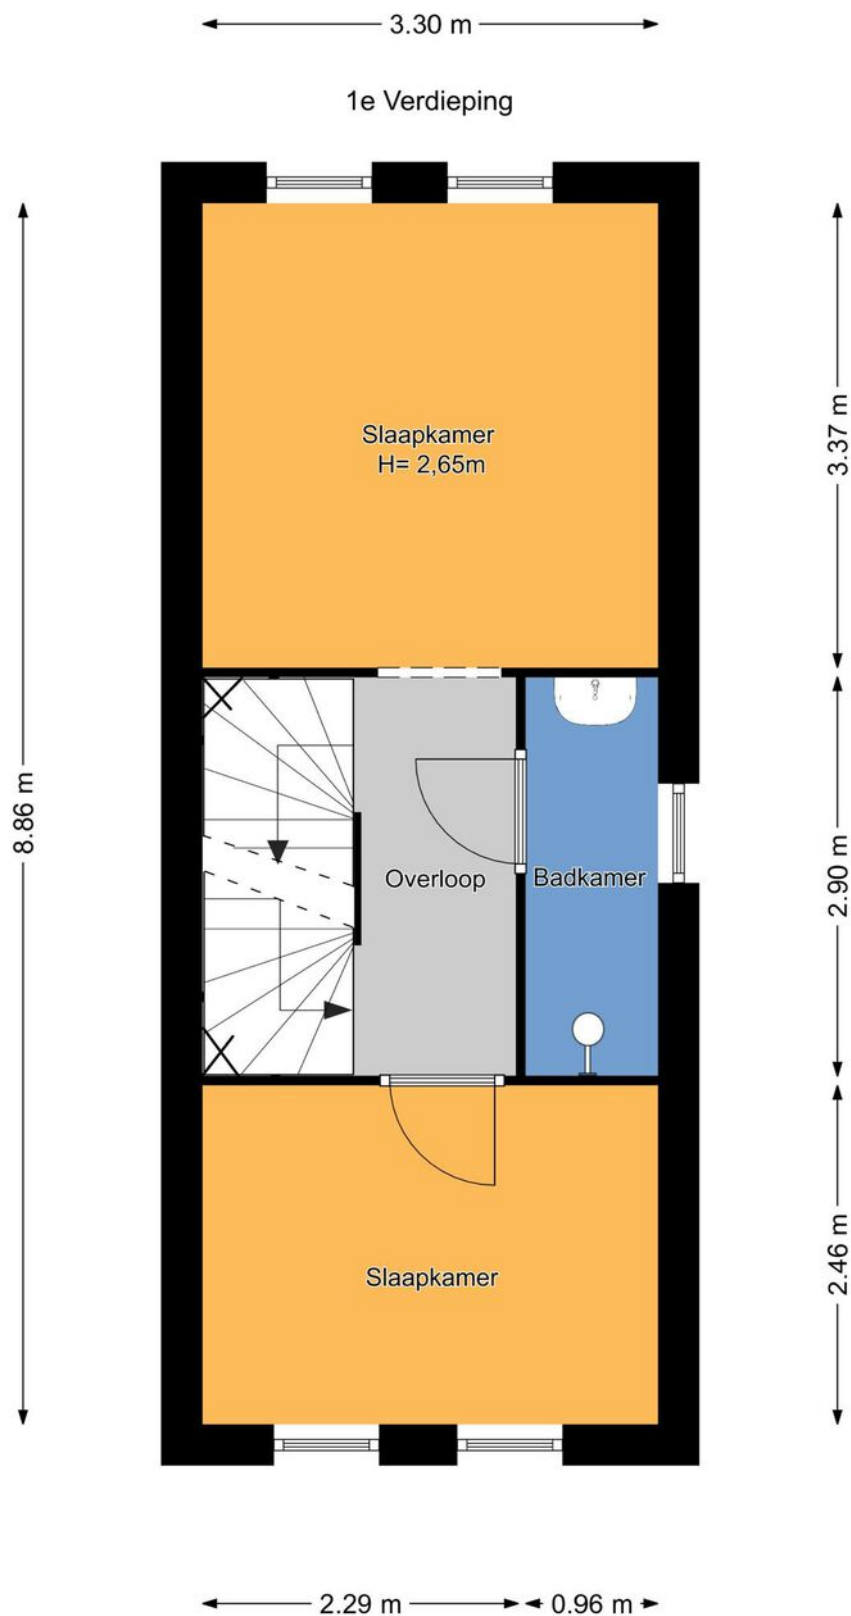 3.30 m
1e Verdieping
Slaapkamer
H= 2,65m
3.37 m
8.86 m
Overloop
Badkamer
2.90 m
Slaapkamer
2.46 m
2.29 m
0.96 m